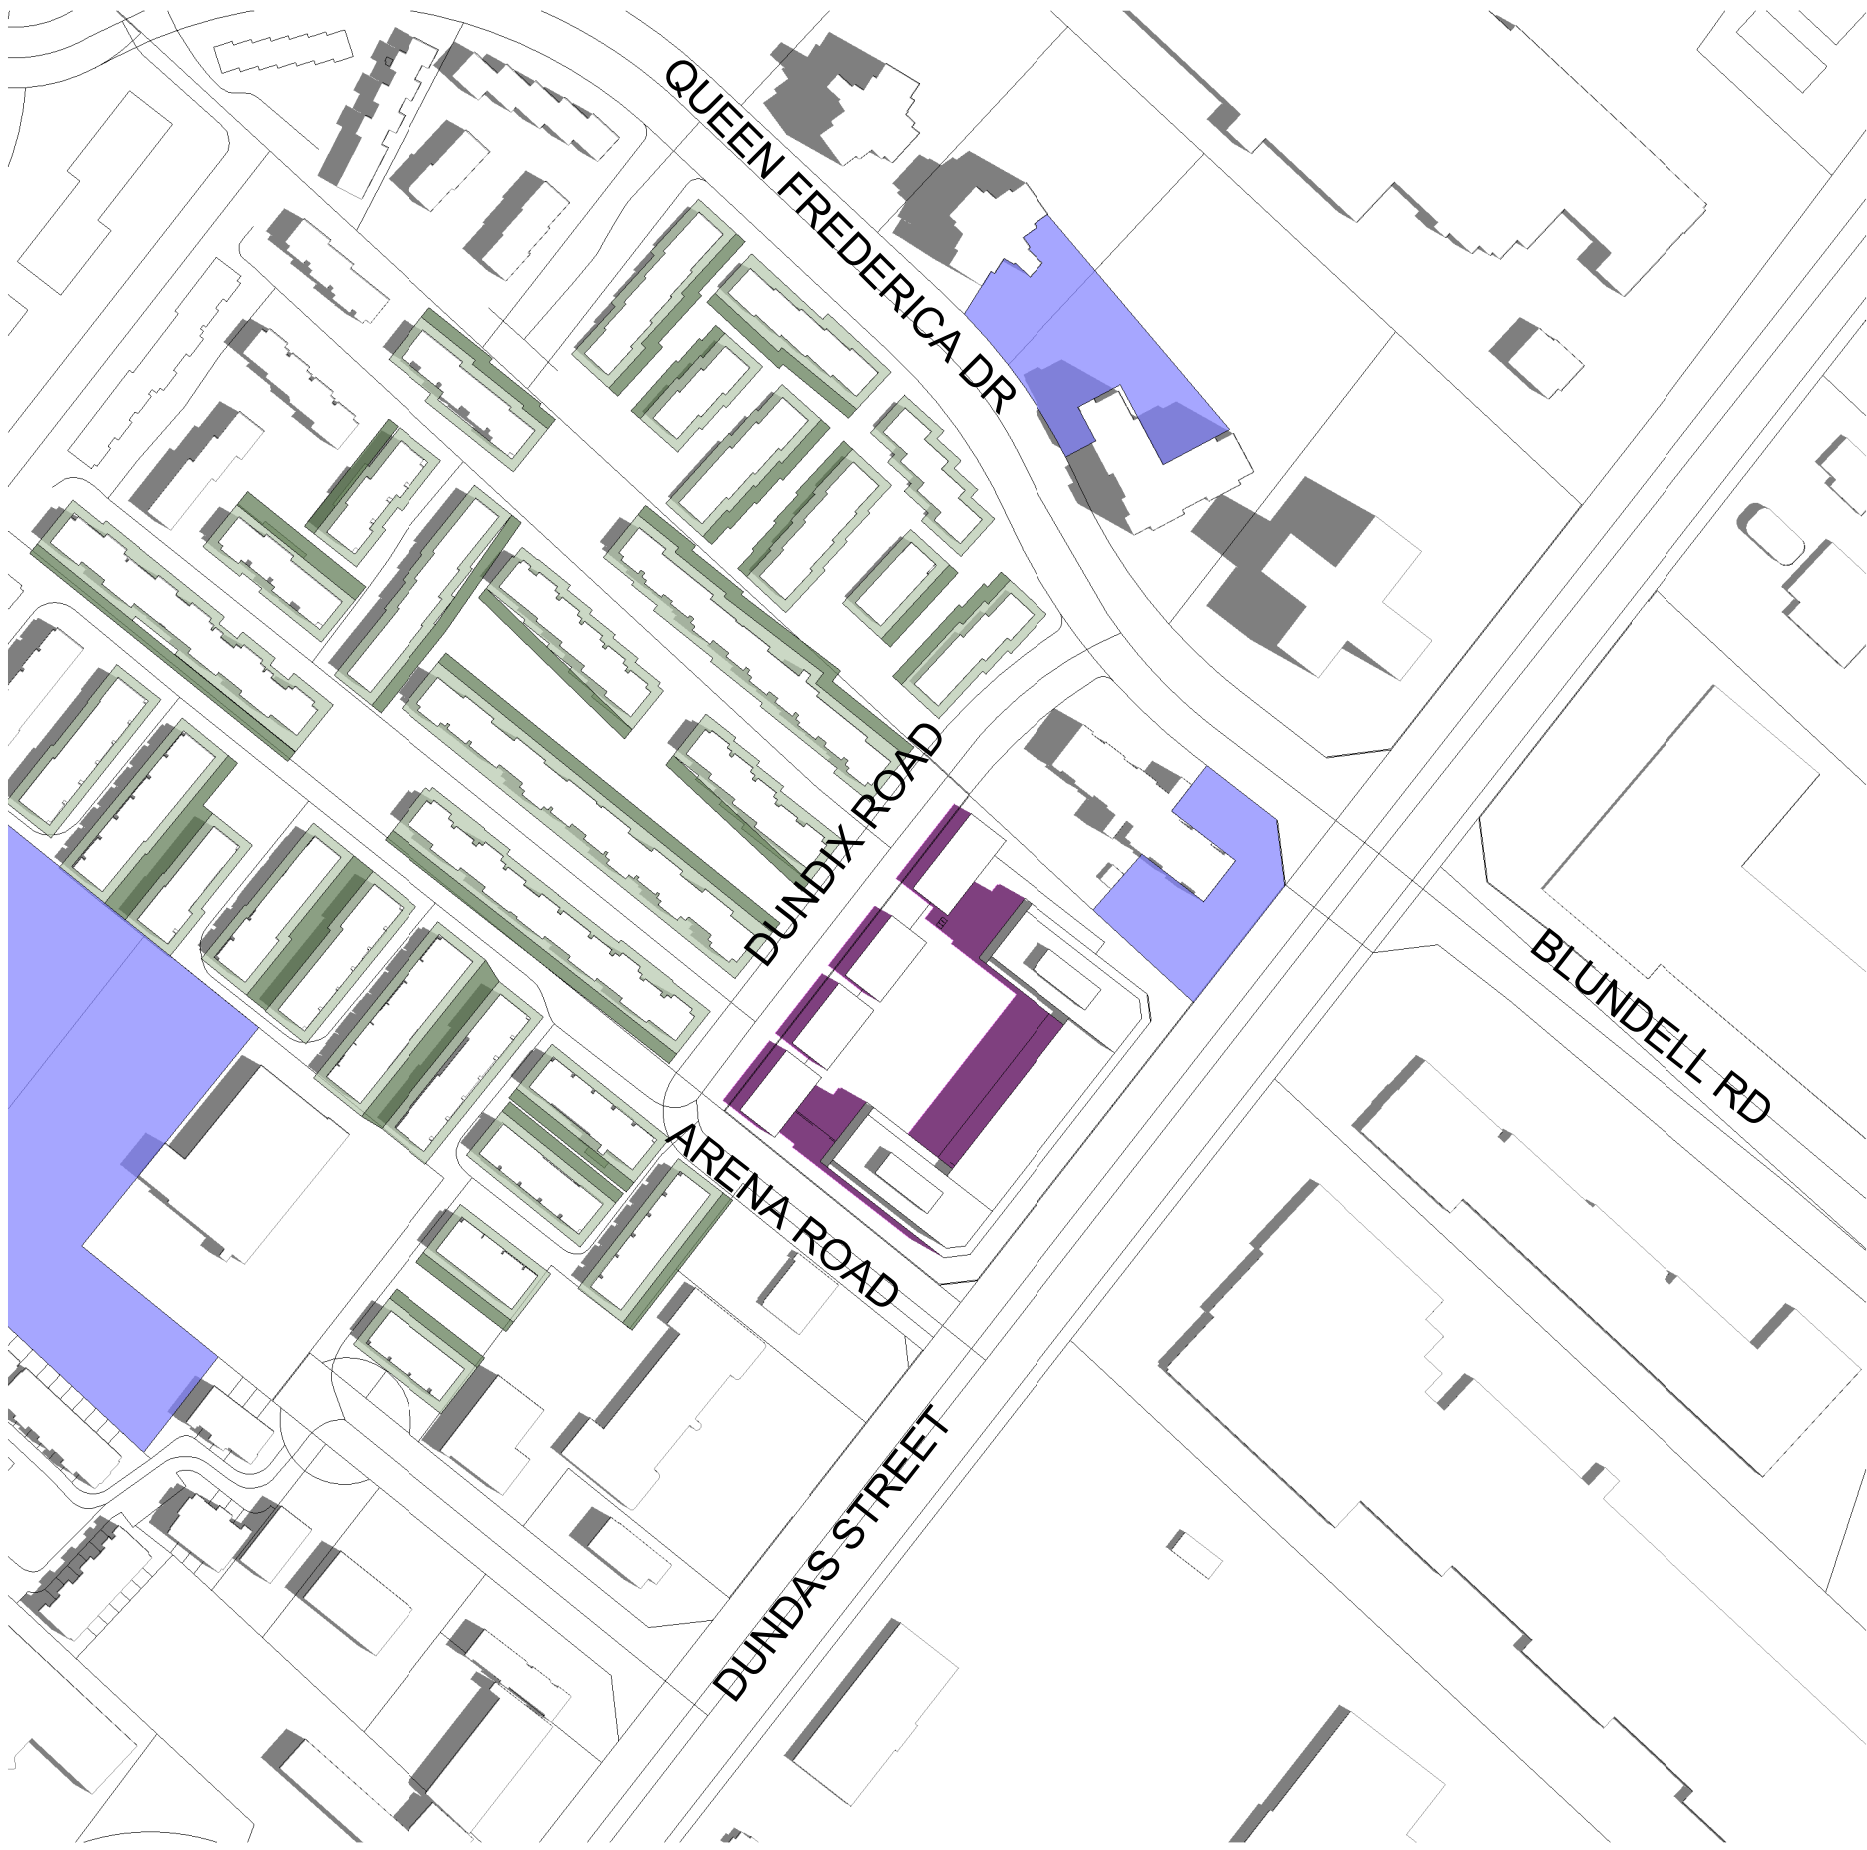 QUEEN FREDERICA DR
DUNDIX ROAD
BLUNDELL RD
ARENA ROAD
DUNDAS STREET